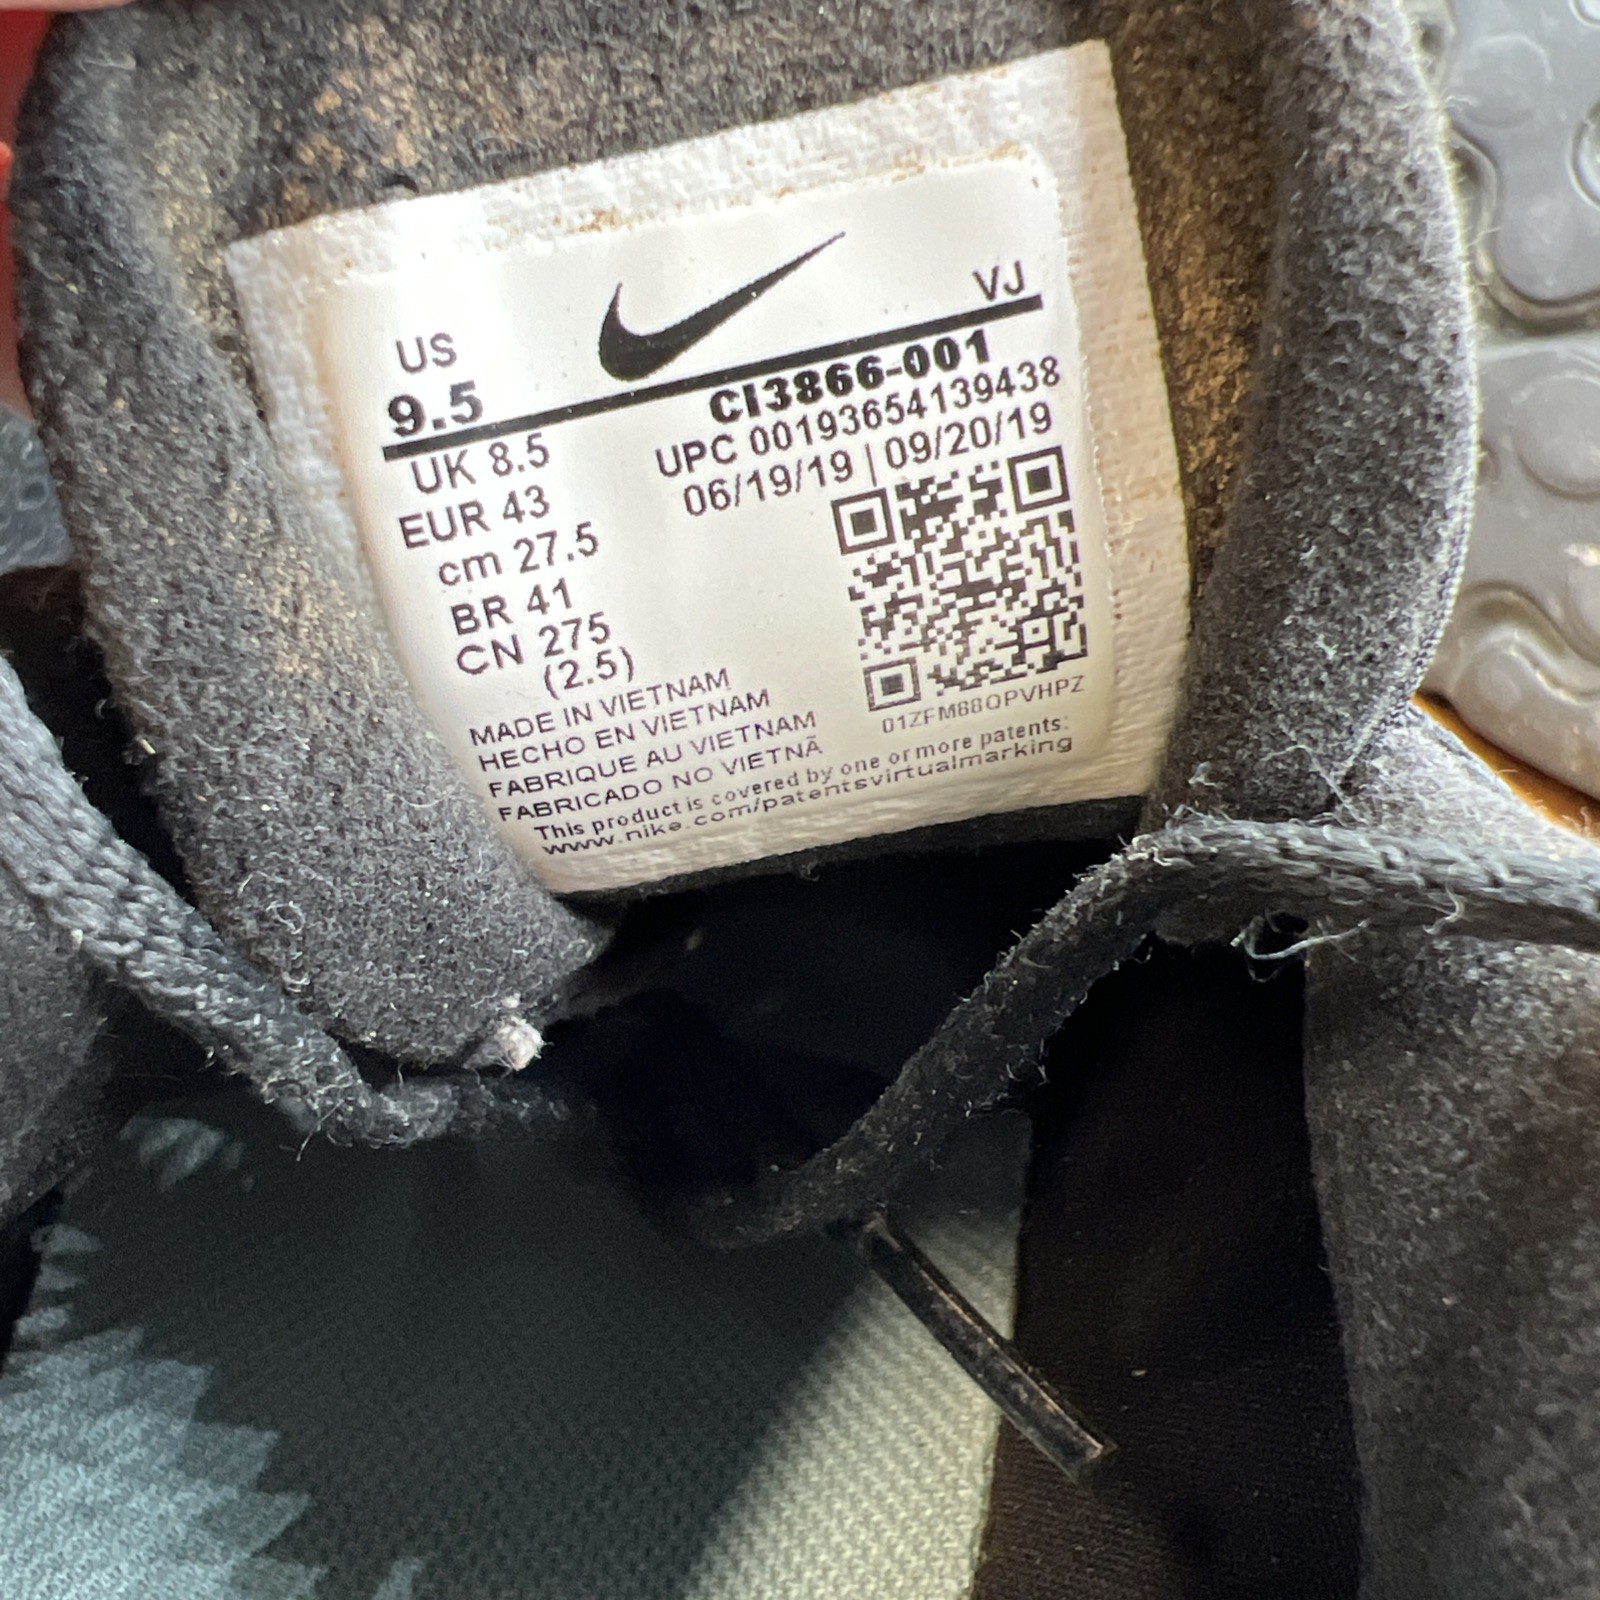 VJ
US
9.5
CI3866-001
UPC 00193654139438
06/19/19 | 09/20/19
UK 8.5
EUR 43
cm 27.5
BR 41
CN 275
(2.5)
MADE IN VIETNAM
HECHO EN VIETNAM
FABRIQUE AU VIETNAM
FABRICADO NO VIETNÃ
01ZFM88QPVHPZ
This product is covered by one or more patents:
www.nike.com/patentsvirtualmarking